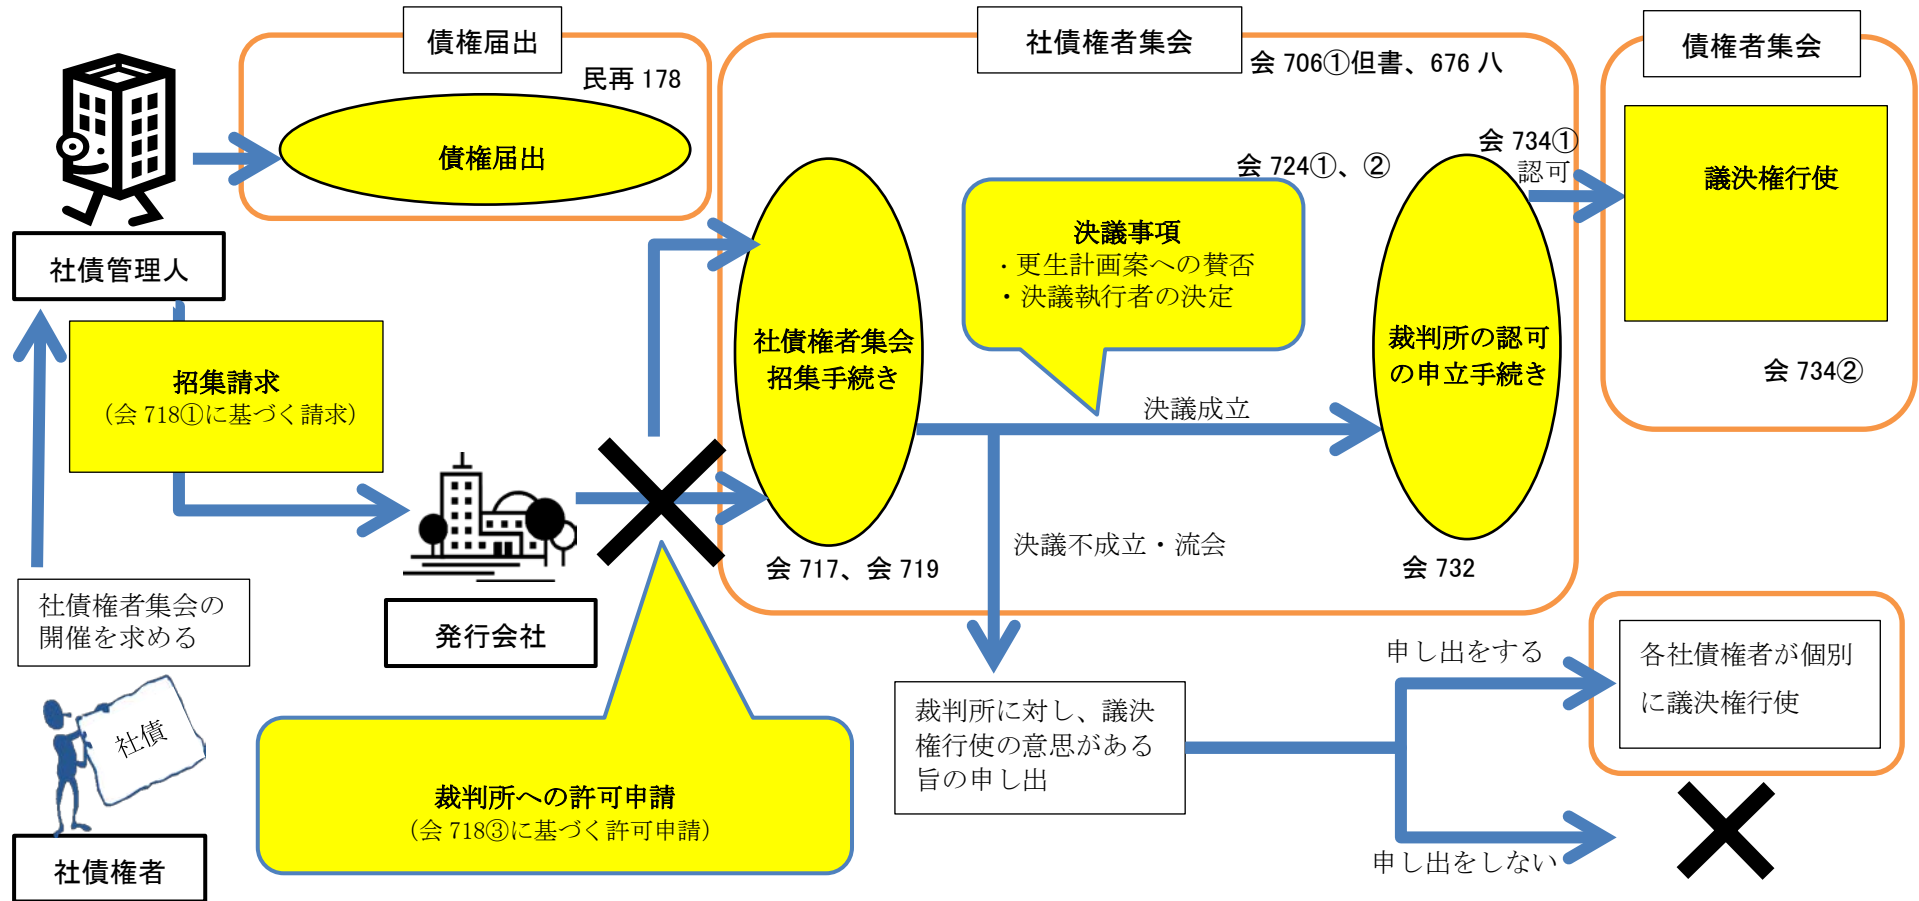 債権届出
民再 178
債権届出
社債管理人
招集請求
（会 718①に基づく請求）
社債権者集会の
開催を求める
社債
社債権者
発行会社
裁判所への許可申請
（会 718③に基づく許可申請）
社債権者集会
会 706①但書、676 八
社債権者集会
招集手続き
会 717、会 719
会 724①、②
決議事項
・更生計画案への賛否
・決議執行者の決定
決議成立
決議不成立・流会
裁判所の認可
の申立手続き
会 732
会 734①
認可
債権者集会
議決権行使
会 734②
裁判所に対し、議決
権行使の意思がある
旨の申し出
申し出をする
各社債権者が個別
に議決権行使
申し出をしない